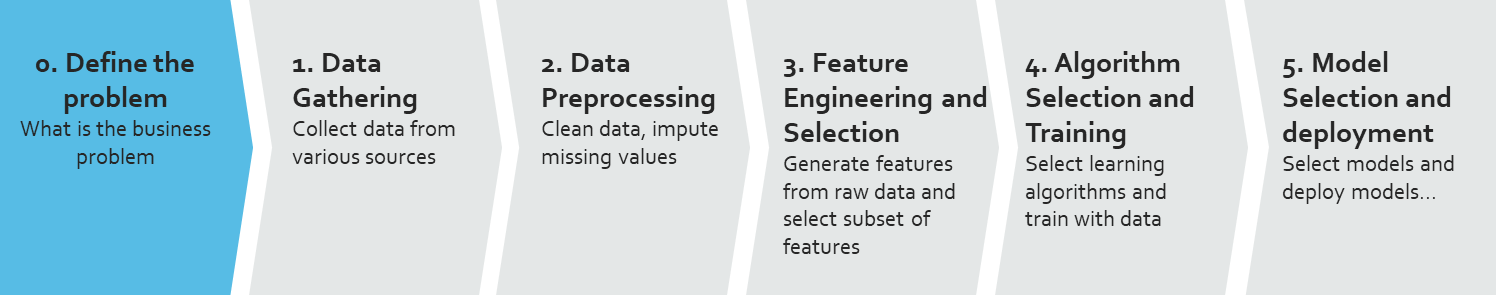 0. Define the
problem
What is the business
problem
1. Data
Gathering
Collect data from
various sources
2. Data
Preprocessing
Clean data, impute
missing values
3. Feature
Engineering and
Selection
Generate features
from raw data and
select subset of
features
4. Algorithm
Selection and
Training
Select learning
algorithms and
train with data
5. Model
Selection and
deployment
Select models and
deploy models...